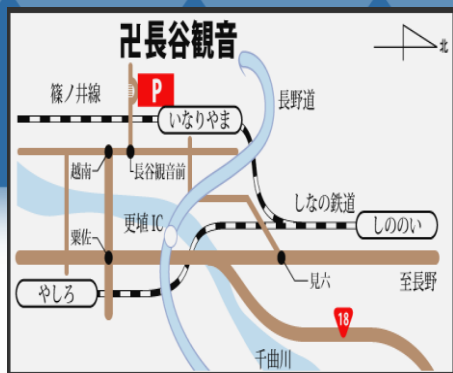 卍長谷観音
北
P
篠ノ井線
いなりやま
長野道
越南
長谷観音前
しなの鉄道
しののい
更埴IC
粟佐
見六
至長野
やしろ
18
千曲川